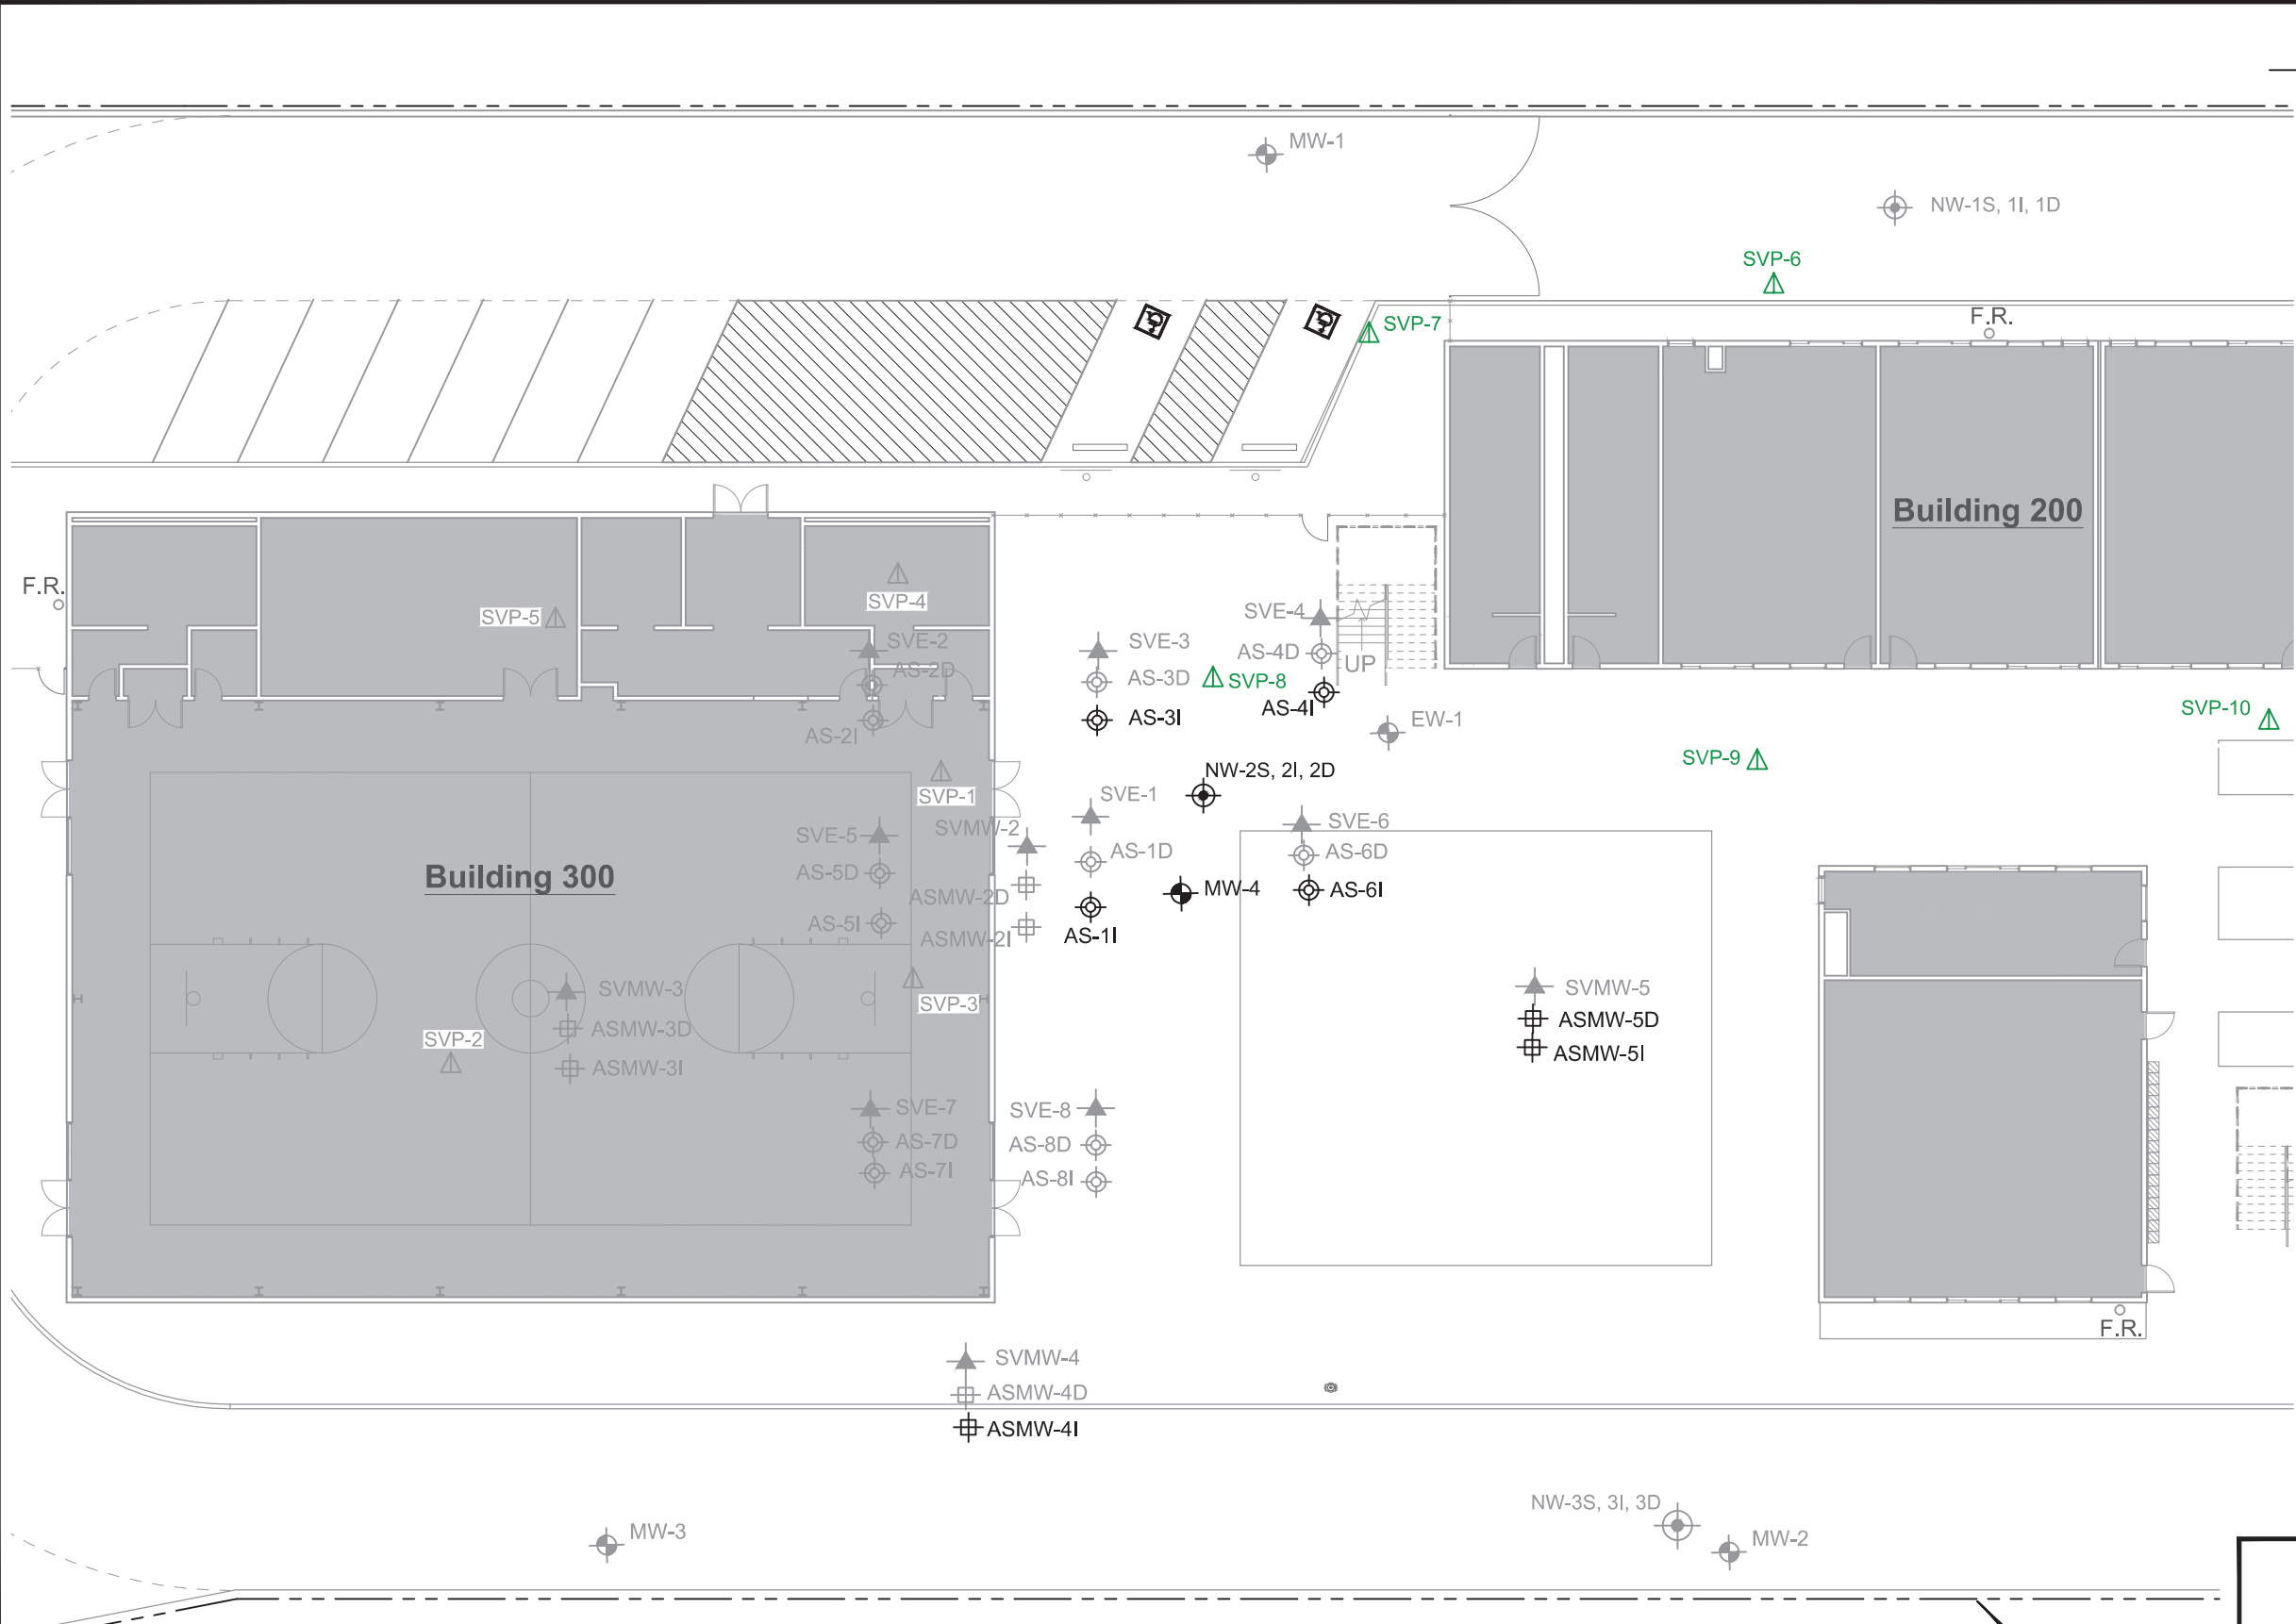 MW-1
NW-1S, 1I, 1D
SVP-6
SVP-7
F.R.
Building 200
F.R.
SVP-4
SVP-5
SVE-2
AS-2D
AS-2I
SVE-3
AS-3D
AS-3I
SVP-8
SVE-4
AS-4D
UP
AS-4I
EW-1
SVP-10
SVP-9
NW-2S, 2I, 2D
SVP-1
SVE-1
SVE-5
SVMW-2
SVE-6
AS-1D
AS-6D
Building 300
AS-5D
ASMW-2D
MW-4
AS-6I
AS-5I
ASMW-2I
AS-1I
SVMW-3
SVP-3
SVMW-5
ASMW-3D
ASMW-5D
SVP-2
ASMW-3I
ASMW-5I
SVE-7
SVE-8
AS-7D
AS-8D
AS-7I
AS-8I
F.R.
SVMW-4
ASMW-4D
ASMW-4I
NW-3S, 3I, 3D
MW-3
MW-2